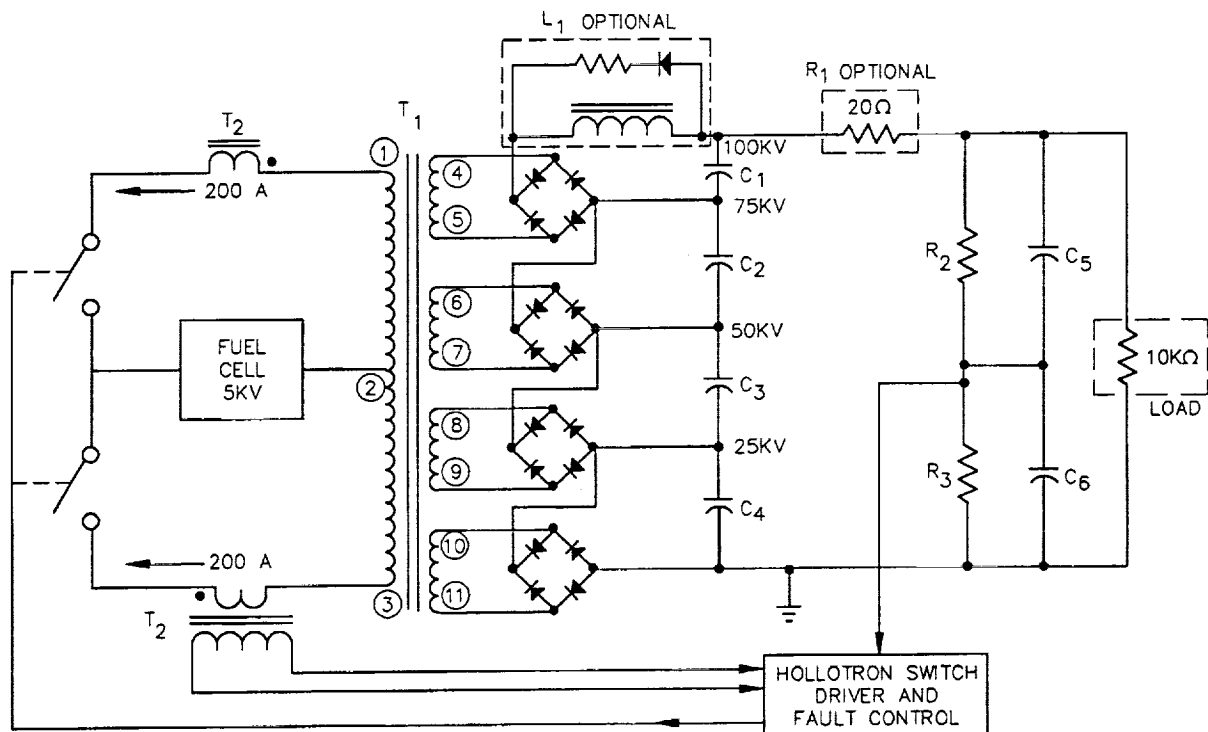 L1 OPTIONAL
R1 OPTIONAL
20Ω
T2
T1
200 A
1
4
5
100KV
C1
75KV
C2
6
7
50KV
FUEL
CELL
5KV
2
C3
8
9
25KV
C4
10
11
R2
C5
10KΩ
LOAD
R3
C6
200 A
3
T2
HOLLOTRON SWITCH
DRIVER AND
FAULT CONTROL